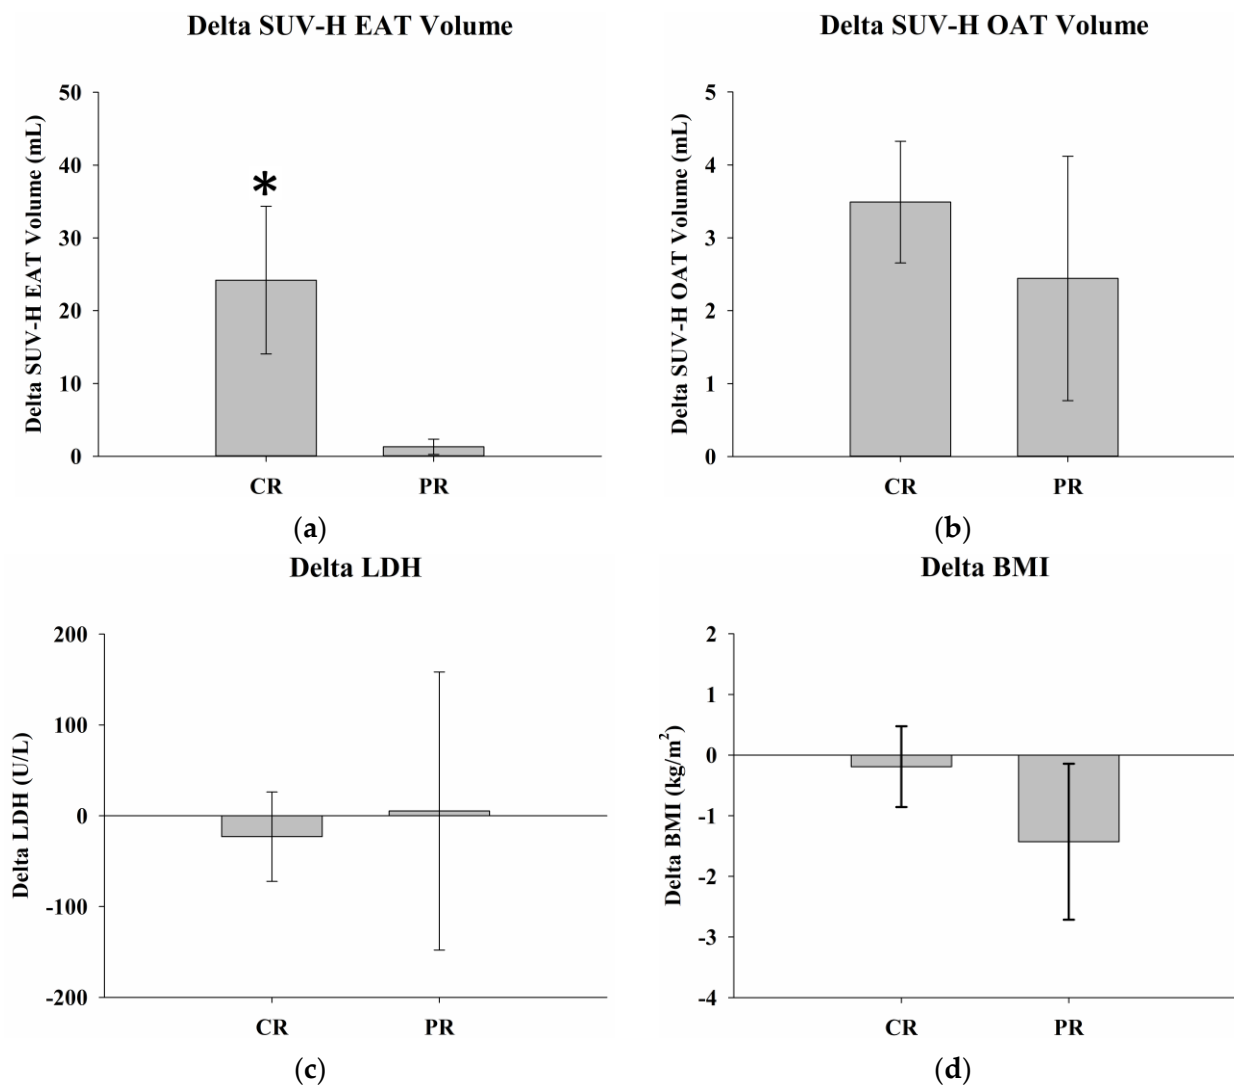 Delta SUV-H EAT Volume
Delta SUV-H EAT Volume (mL)
50
40
30
20
10
0
*
CR PR
(a)
Delta SUV-H OAT Volume
Delta SUV-H OAT Volume (mL)
5
4
3
2
1
0
CR PR
(b)
Delta LDH
Delta LDH (U/L)
200
100
0
-100
-200
CR PR
(c)
Delta BMI
Delta BMI (kg/m²)
2
1
0
-1
-2
-3
-4
CR PR
(d)